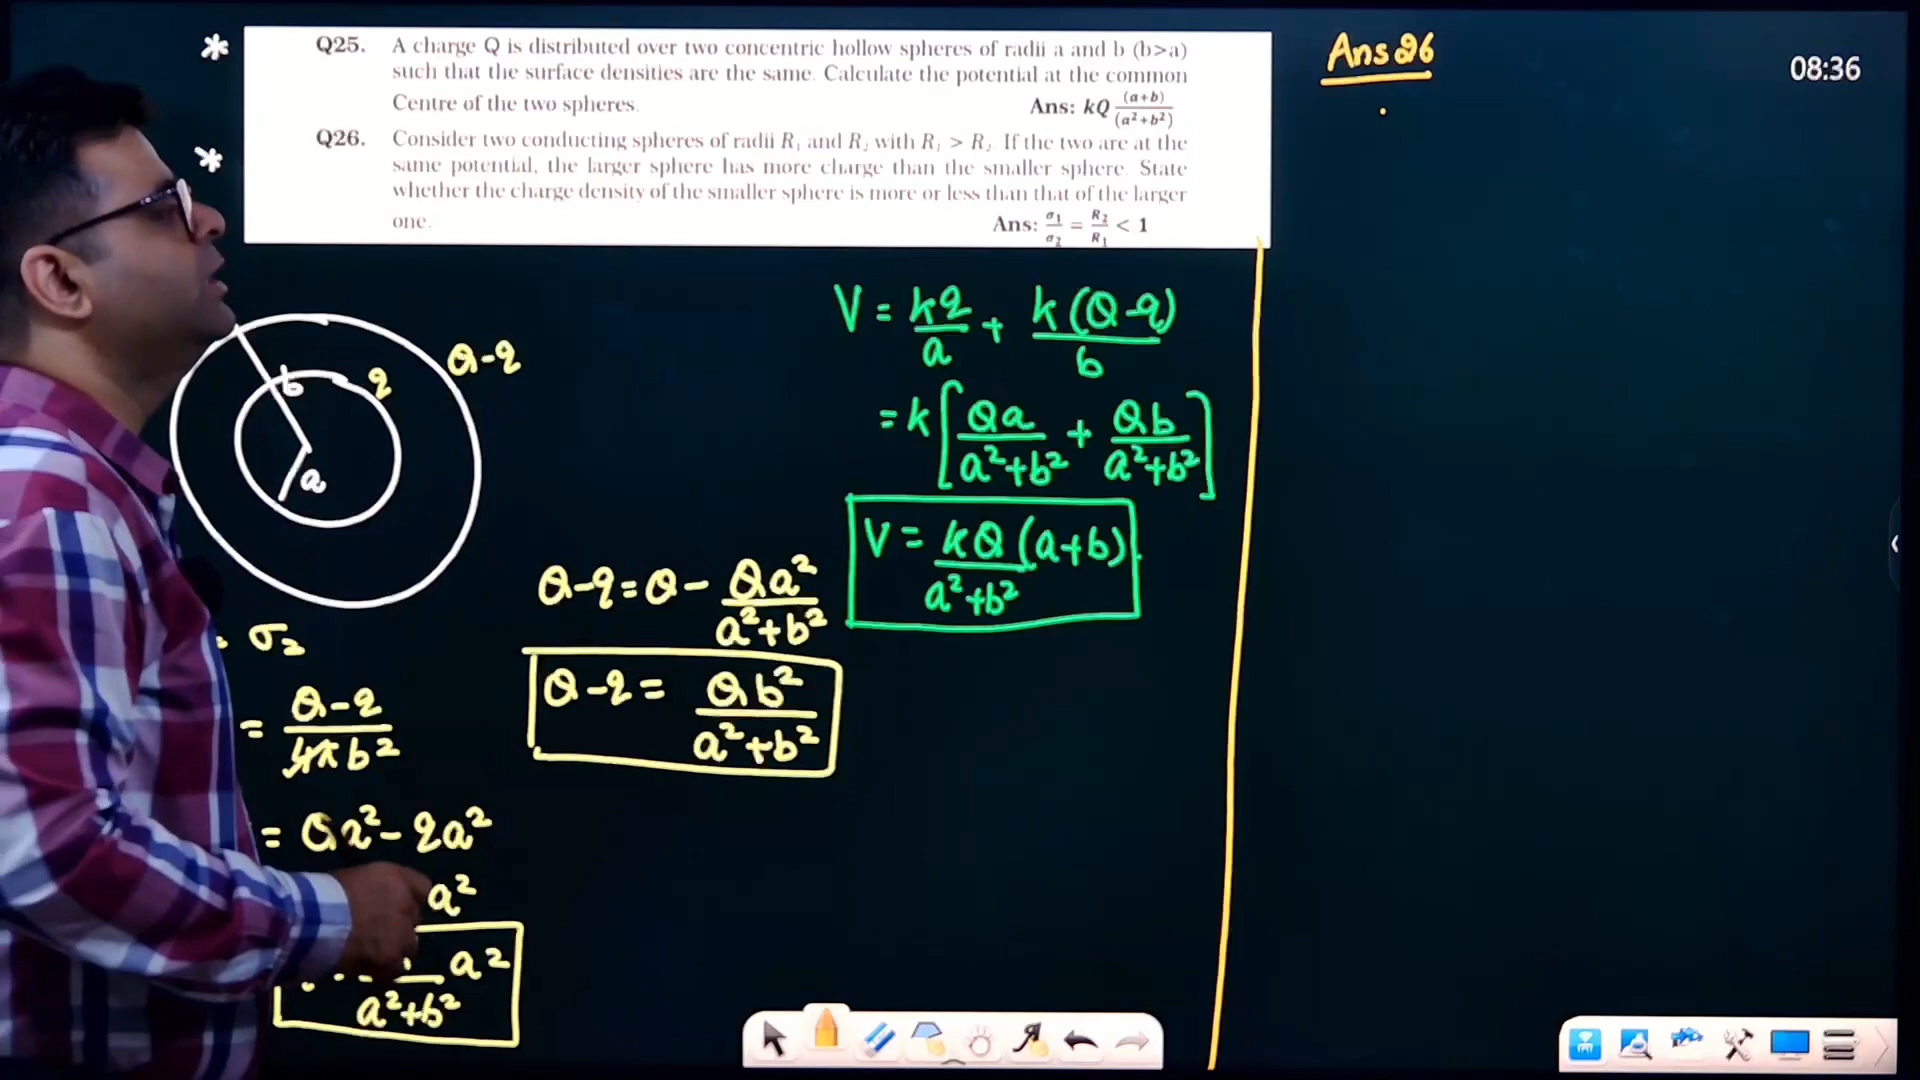 * Q25. A charge Q is distributed over two concentric hollow spheres of radii a and b (b>a)
such that the surface densities are the same. Calculate the potential at the common
Centre of the two spheres. Ans: kQ (a+b)/(a²+b²)
* Q26. Consider two conducting spheres of radii R₁ and R₂ with R₁ > R₂. If the two are at the
same potential, the larger sphere has more charge than the smaller sphere. State
whether the charge density of the smaller sphere is more or less than that of the larger
one. Ans: σ₁/σ₂ = R₂/R₁ < 1
Ans 26
08:36
b
q
Q-q
a
σ₂
= Q-q/4πb²
= Qa² - qa²
a²
a²
a²+b²
Q-q = Q - Qa²/a²+b²
Q-q = Qb²/a²+b²
V = kq/a + k(Q-q)/b
= k[Qa/a²+b² + Qb/a²+b²]
V = kQ/a²+b² (a+b).